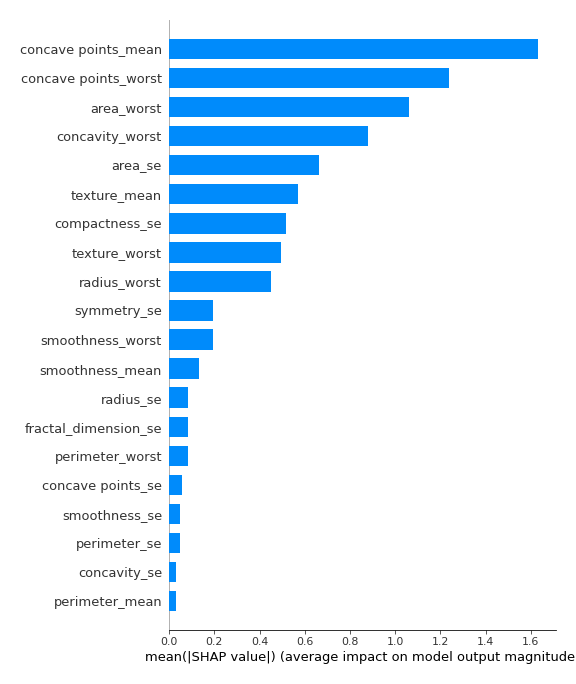 concave points_mean
concave points_worst
area_worst
concavity_worst
area_se
texture_mean
compactness_se
texture_worst
radius_worst
symmetry_se
smoothness_worst
smoothness_mean
radius_se
fractal_dimension_se
perimeter_worst
concave points_se
smoothness_se
perimeter_se
concavity_se
perimeter_mean
0.0 0.2 0.4 0.6 0.8 1.0 1.2 1.4 1.6
mean(|SHAP value|) (average impact on model output magnitude